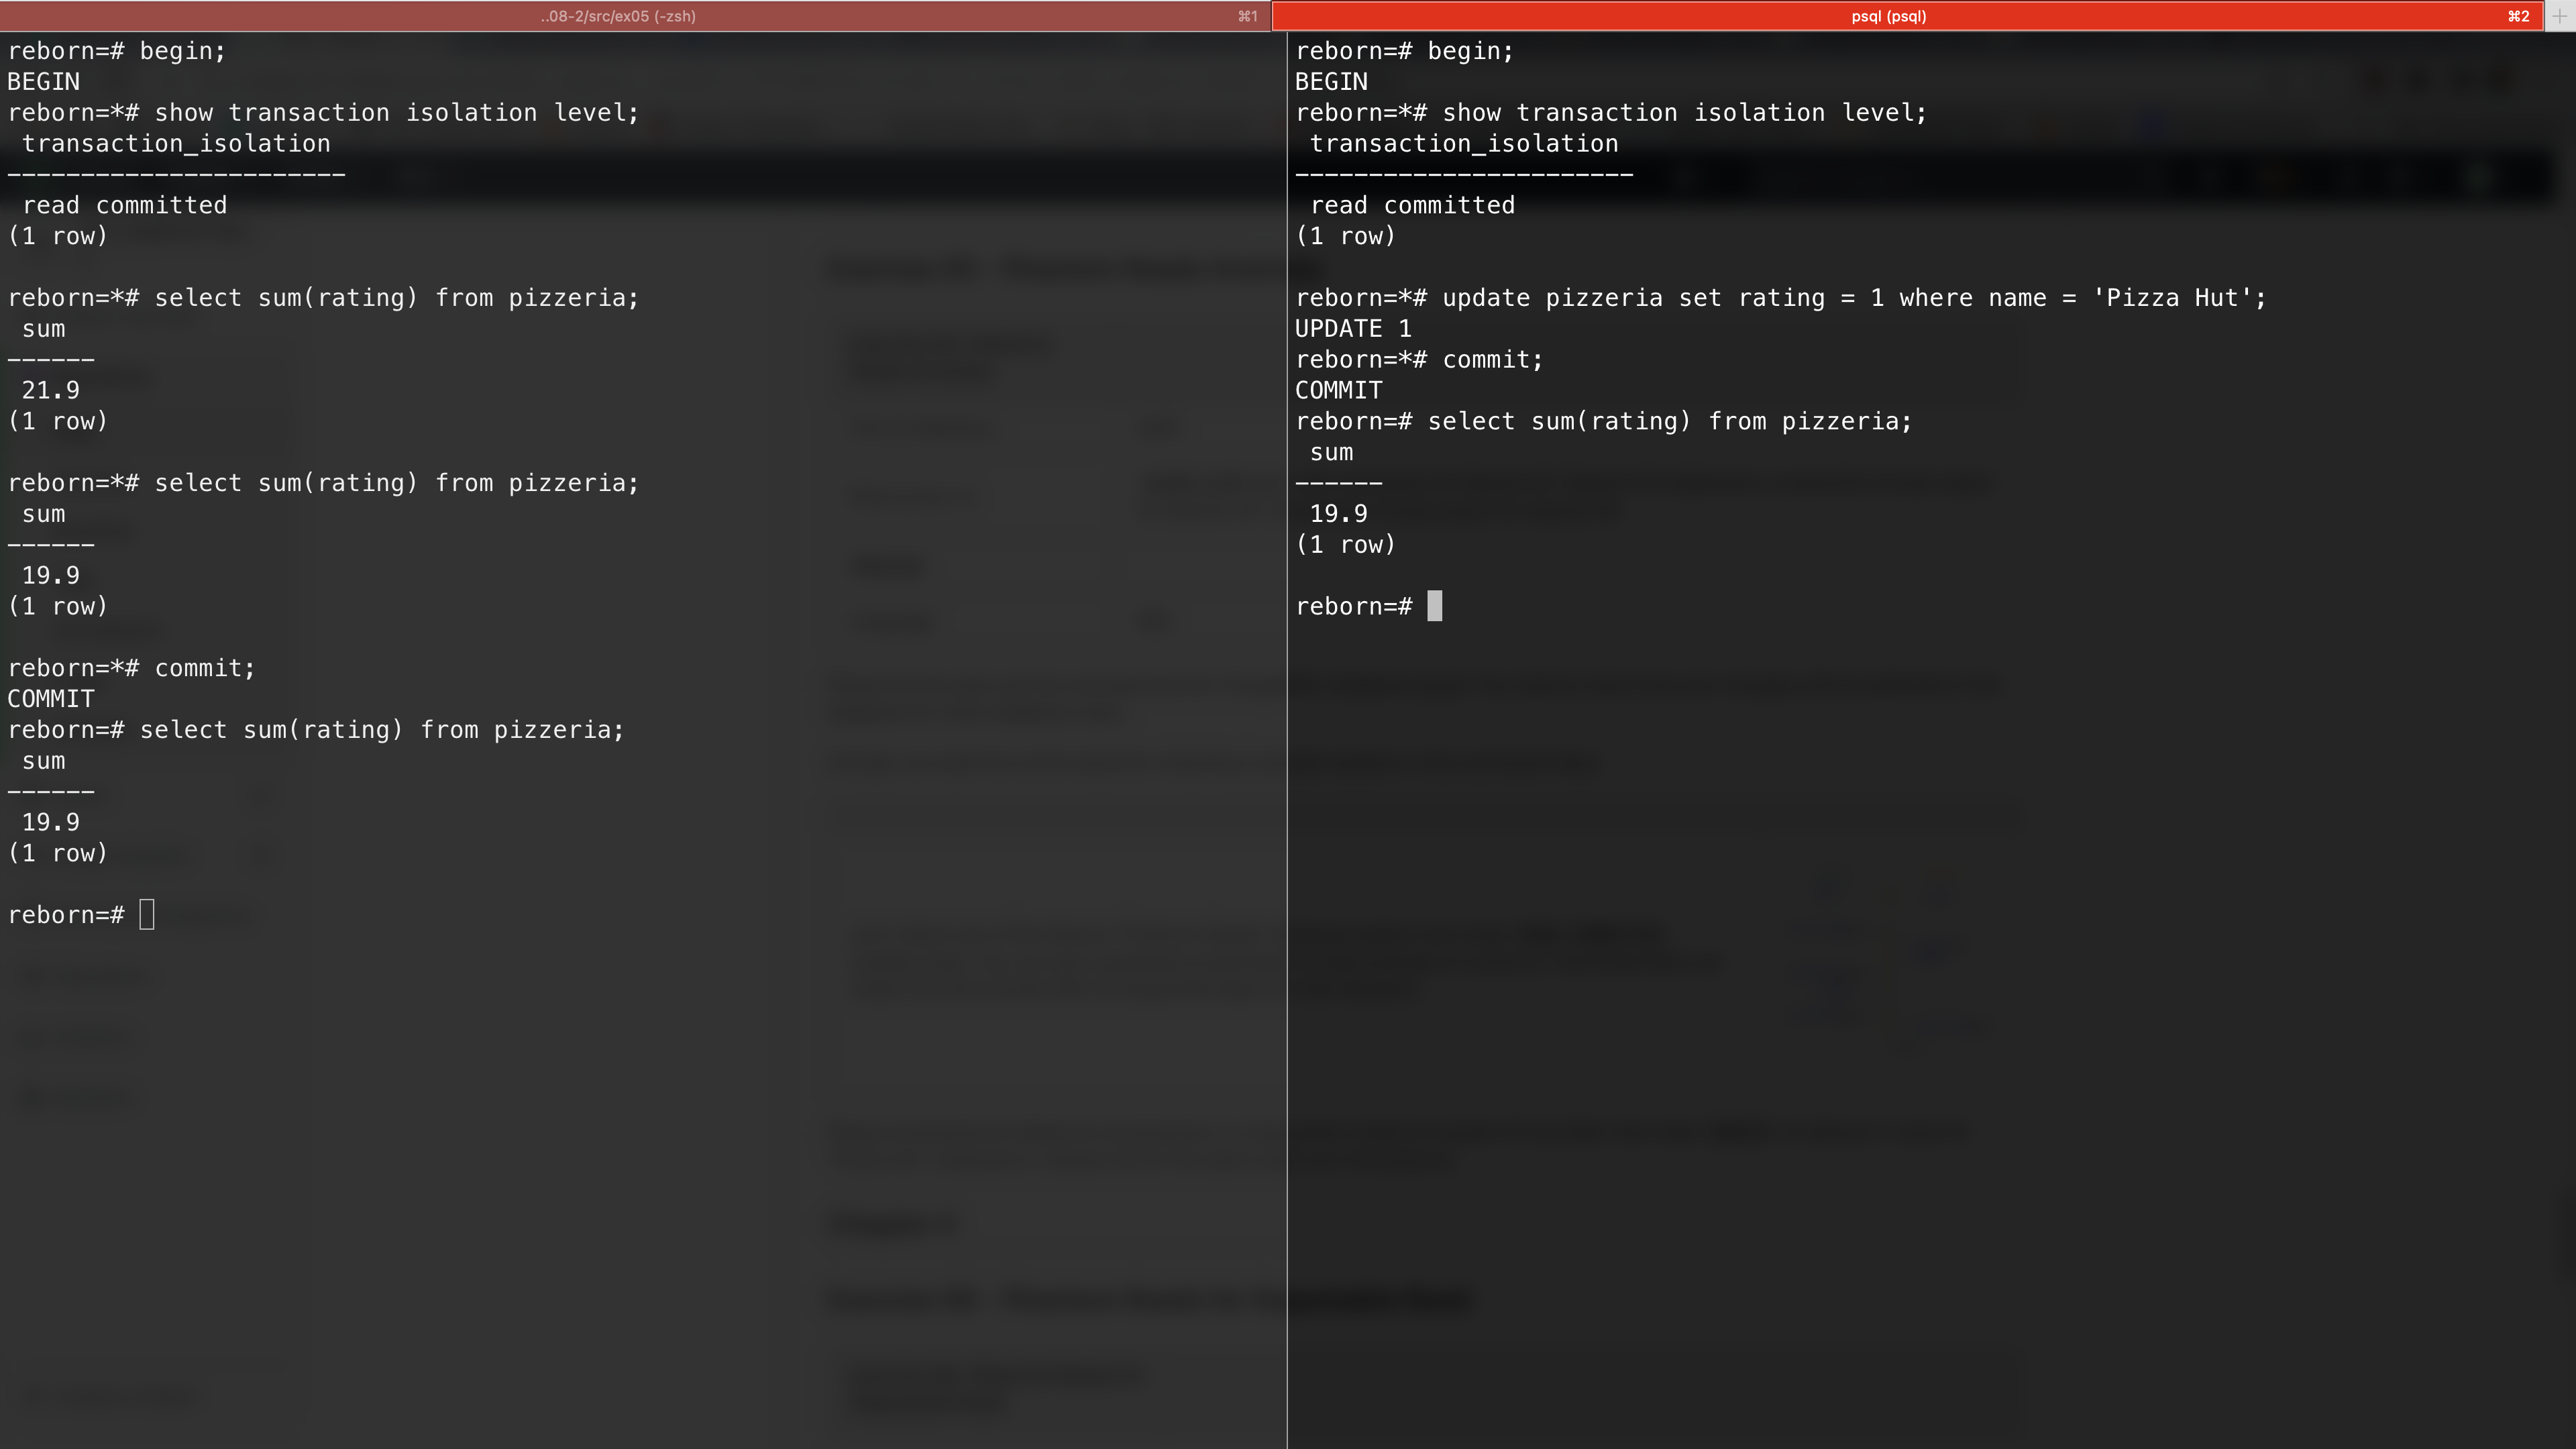 ..08-2/src/ex05 (-zsh) ⌘1
reborn=# begin;
BEGIN
reborn=*# show transaction isolation level;
 transaction_isolation
-----------------------
 read committed
(1 row)

reborn=*# select sum(rating) from pizzeria;
 sum
------
 21.9
(1 row)

reborn=*# select sum(rating) from pizzeria;
 sum
------
 19.9
(1 row)

reborn=*# commit;
COMMIT
reborn=# select sum(rating) from pizzeria;
 sum
------
 19.9
(1 row)

reborn=#
psql (psql) ⌘2
reborn=# begin;
BEGIN
reborn=*# show transaction isolation level;
 transaction_isolation
-----------------------
 read committed
(1 row)

reborn=*# update pizzeria set rating = 1 where name = 'Pizza Hut';
UPDATE 1
reborn=*# commit;
COMMIT
reborn=# select sum(rating) from pizzeria;
 sum
------
 19.9
(1 row)

reborn=#